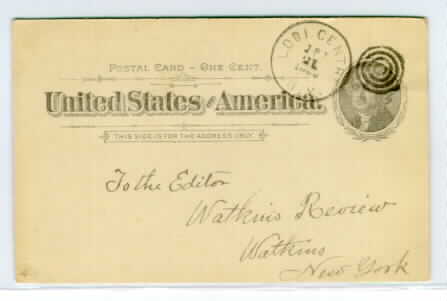 LODI CENTRE
N.Y.
POSTAL CARD – ONE CENT.
United States of America.
THIS SIDE IS FOR THE ADDRESS ONLY.
To the Editor
Watkins Review
Watkins
New York